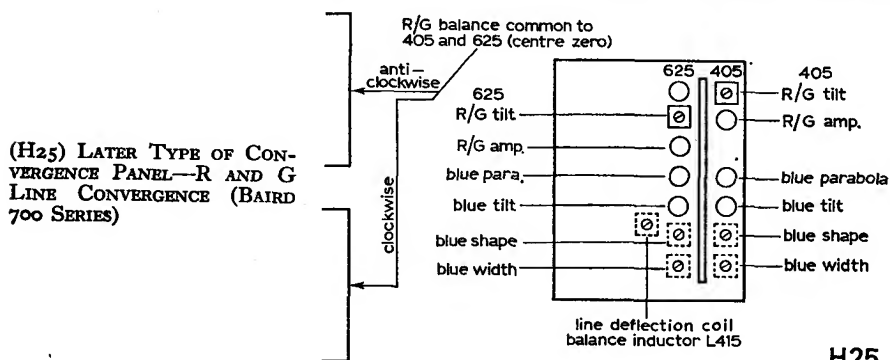 R/G balance common to
405 and 625 (centre zero)
anti-
clockwise
clockwise
(H25) LATER TYPE OF CON-
VERGENCE PANEL—R AND G
LINE CONVERGENCE (BAIRD
700 SERIES)
625 405
625
R/G tilt
R/G amp.
blue para.
blue tilt
blue shape
blue width
405
R/G tilt
R/G amp.
blue parabola
blue tilt
blue shape
blue width
line deflection coil
balance inductor L415
H25